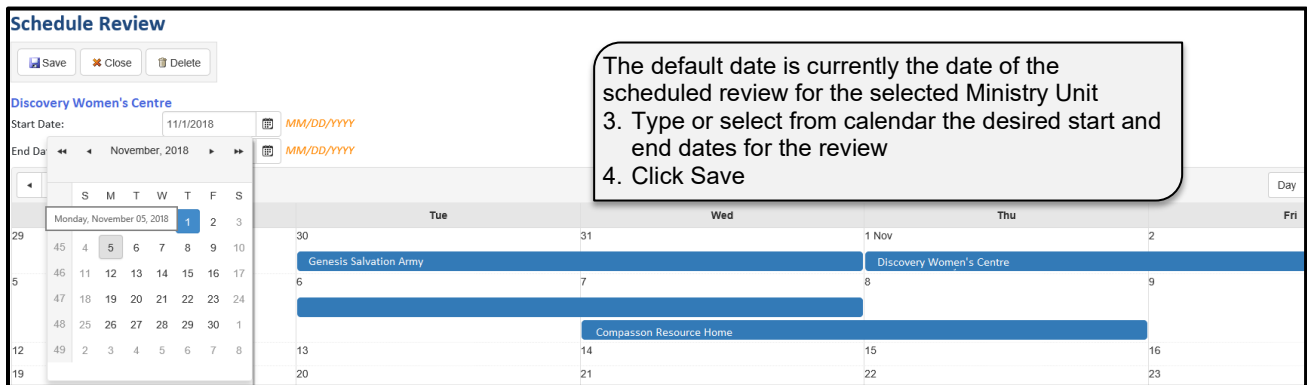 Schedule Review
Save Close Delete
The default date is currently the date of the
scheduled review for the selected Ministry Unit
3. Type or select from calendar the desired start and
end dates for the review
4. Click Save
Discovery Women's Centre
Start Date: 11/1/2018 MM/DD/YYYY
End Da MM/DD/YYYY
November, 2018
Day
S M T W T F S
Monday, November 05, 2018 1 2 3
45 4 5 6 7 8 9 10
46 11 12 13 14 15 16 17
47 18 19 20 21 22 23 24
48 25 26 27 28 29 30 1
49 2 3 4 5 6 7 8
Tue Wed Thu Fri
29 30 31 1 Nov 2
Genesis Salvation Army Discovery Women's Centre
5 6 7 8 9
Compasson Resource Home
12 13 14 15 16
19 20 21 22 23